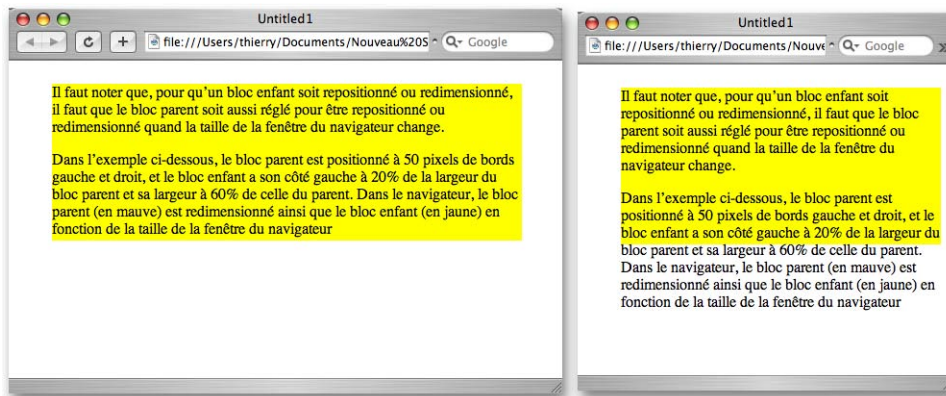 Untitled1
file:///Users/thierry/Documents/Nouveau%20S
Google
Il faut noter que, pour qu’un bloc enfant soit repositionné ou redimensionné,
il faut que le bloc parent soit aussi réglé pour être repositionné ou
redimensionné quand la taille de la fenêtre du navigateur change.
Dans l’exemple ci-dessous, le bloc parent est positionné à 50 pixels de bords
gauche et droit, et le bloc enfant a son côté gauche à 20% de la largeur du
bloc parent et sa largeur à 60% de celle du parent. Dans le navigateur, le bloc
parent (en mauve) est redimensionné ainsi que le bloc enfant (en jaune) en
fonction de la taille de la fenêtre du navigateur
Untitled1
file:///Users/thierry/Documents/Nouve
Google
Il faut noter que, pour qu’un bloc enfant soit
repositionné ou redimensionné, il faut que le bloc
parent soit aussi réglé pour être repositionné ou
redimensionné quand la taille de la fenêtre du
navigateur change.
Dans l’exemple ci-dessous, le bloc parent est
positionné à 50 pixels de bords gauche et droit, et le
bloc enfant a son côté gauche à 20% de la largeur du
bloc parent et sa largeur à 60% de celle du parent.
Dans le navigateur, le bloc parent (en mauve) est
redimensionné ainsi que le bloc enfant (en jaune) en
fonction de la taille de la fenêtre du navigateur